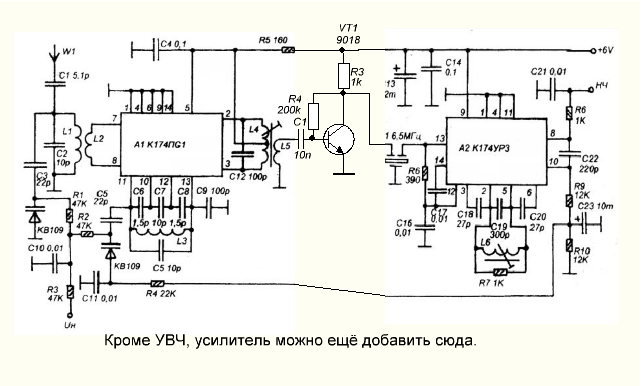 W1
C1 5.1p
L1
C2
10p
L2
C3
22p
КВ109
R1
47K
R2
47K
C10 0,01
R3
47K
Uн
C4 0,1
R5 160
1 4 6 9 14 5
7
8
A1 К174ПС1
2
3
11 10 12 13
L4
L5
C12 100p
C5
22p
C6 C7 C8
1,5p 10p 1,5p
C9 100p
L3
C5 10p
КВ109
C11 0,01
R4 22K
VT1
9018
R3
1k
R4
200k
C1
10n
+
C14
0,1
+6V
C21 0,01
НЧ
R6
1K
9 1 4 11
13
14
12
A2 К174УР3
8
10
3 2 5 6
6,5МГц
R6
390
C17
0,01
C16
0,01
C18
27p
C19
300p
C20
27p
L6
R7 1K
C22
220p
R9
12K
C23 10m
+
R10
12K
Кроме УВЧ, усилитель можно ещё добавить сюда.